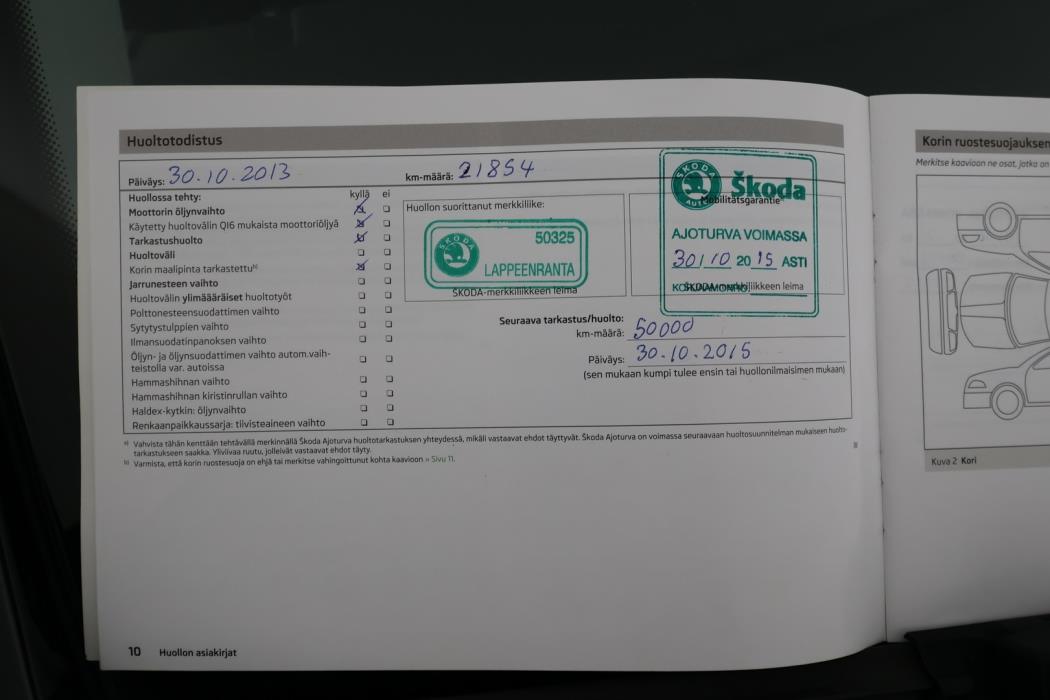 Huoltotodistus
Päiväys: 30.10.2013 km-määrä: 21854
Huollossa tehty: kyllä ei
Moottorin öljynvaihto
Käytetty huoltovälin QI6 mukaista moottoriöljyä
Tarkastushuolto
Huoltoväli
Korin maalipinta tarkastettu b)
Jarrunesteen vaihto
Huoltovälin ylimääräiset huoltotyöt
Polttonesteensuodattimen vaihto
Sytytystulppien vaihto
Ilmansuodatinpanoksen vaihto
Öljyn- ja öljynsuodattimen vaihto autom.vaih-
teistolla var. autoissa
Hammashihnan vaihto
Hammashihnan kiristinrullan vaihto
Haldex-kytkin: öljynvaihto
Renkaanpaikkaussarja: tiivisteaineen vaihto
Huollon suorittanut merkkiliike:
ŠKODA
50325
LAPPEENRANTA
ŠKODA-merkkiliikkeen leima
ŠKODA
AUTO
Škoda
Mobilitätsgarantie
AJOTURVA VOIMASSA
30/10 2015 ASTI
Seuraava tarkastus/huolto:
km-määrä: 50000
Päiväys: 30.10.2015
(sen mukaan kumpi tulee ensin tai huollonilmaisimen mukaan)
a) Vahvista tähän kenttään tehtävällä merkinnällä Škoda Ajoturva huoltotarkastuksen yhteydessä, mikäli vastaavat ehdot täyttyvät. Škoda Ajoturva on voimassa seuraavaan huoltosuunnitelman mukaiseen huolto-
tarkastukseen saakka. Yliviivaa ruutu, jolleivät vastaavat ehdot täyty.
b) Varmista, että korin ruostesuoja on ehjä tai merkitse vahingoittunut kohta kaavioon » Sivu 11.
10 Huollon asiakirjat
Korin ruostesuojauksen
Merkitse kaavioon ne osat, jotka on
Kuva 2 Kori